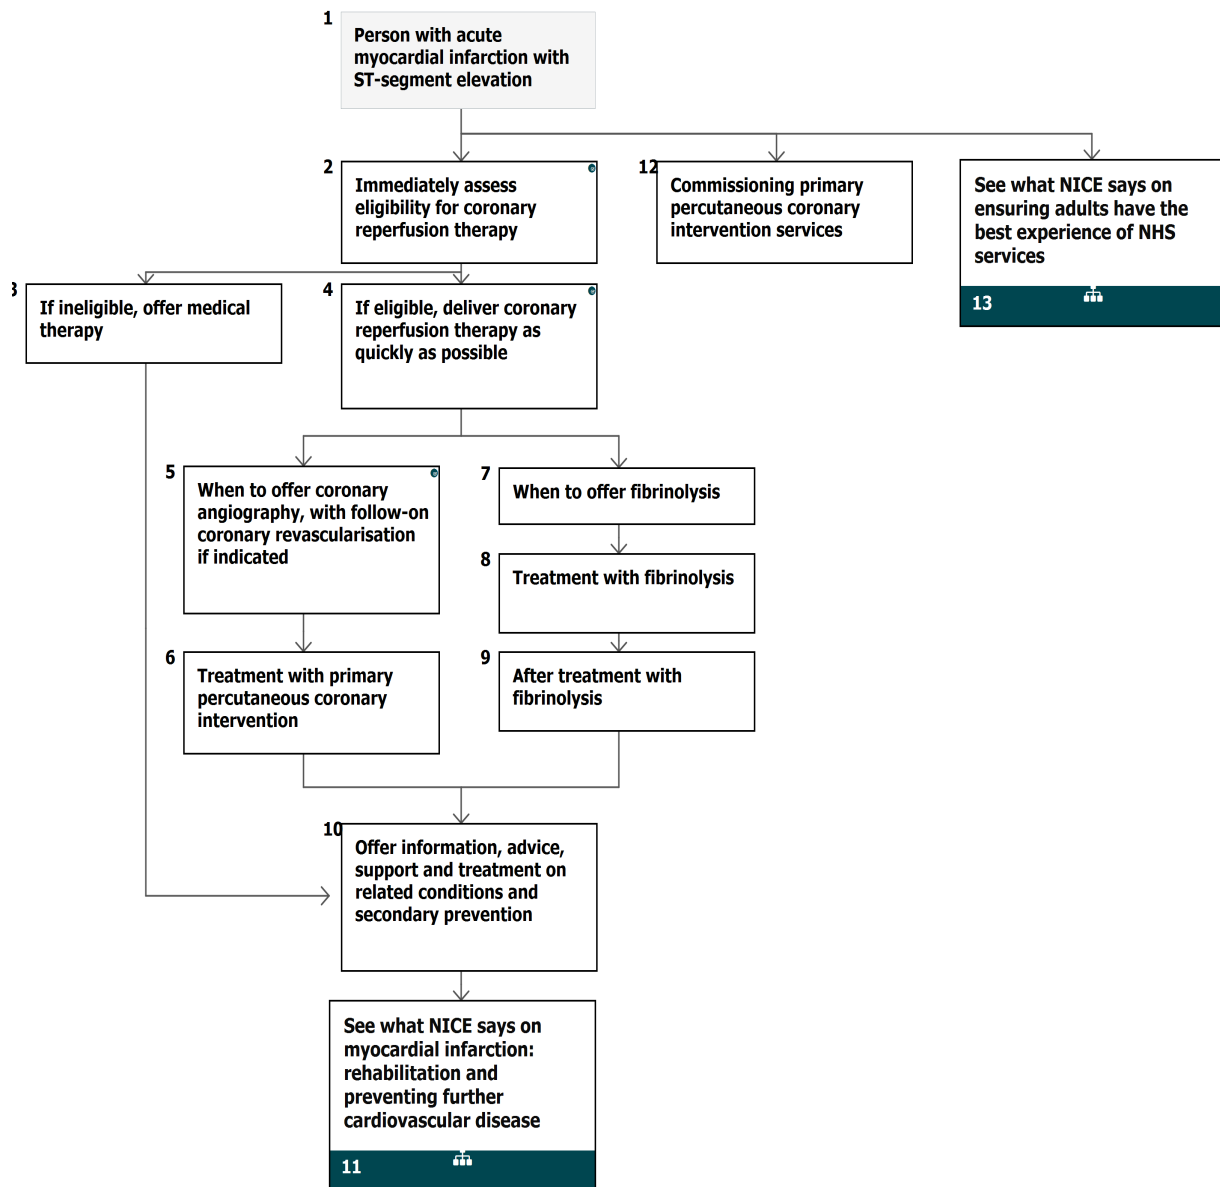 1
Person with acute
myocardial infarction with
ST-segment elevation
2
Immediately assess
eligibility for coronary
reperfusion therapy
12
Commissioning primary
percutaneous coronary
intervention services
See what NICE says on
ensuring adults have the
best experience of NHS
services
13
3
If ineligible, offer medical
therapy
4
If eligible, deliver coronary
reperfusion therapy as
quickly as possible
5
When to offer coronary
angiography, with follow-on
coronary revascularisation
if indicated
7
When to offer fibrinolysis
8
Treatment with fibrinolysis
6
Treatment with primary
percutaneous coronary
intervention
9
After treatment with
fibrinolysis
10
Offer information, advice,
support and treatment on
related conditions and
secondary prevention
See what NICE says on
myocardial infarction:
rehabilitation and
preventing further
cardiovascular disease
11